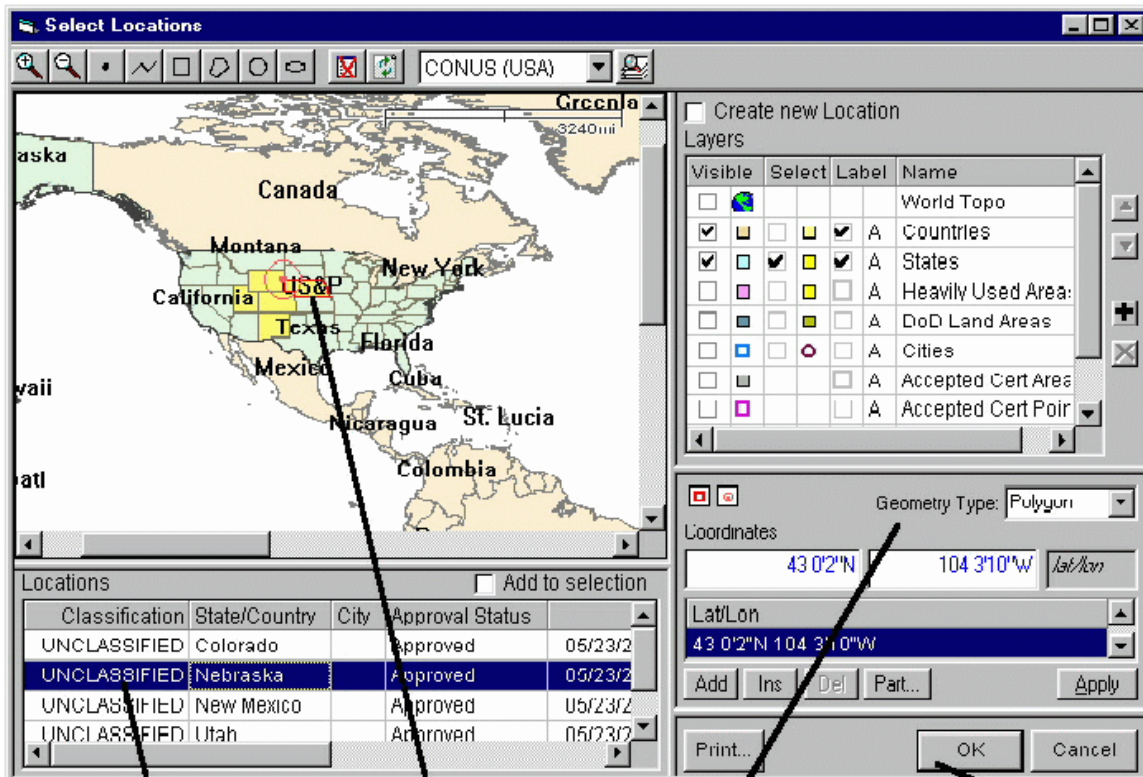 Select Locations
CONUS (USA)
Greenla
3240mi
aska
Canada
Montana
New York
US&P
California
Texas
Florida
Mexico
Cuba
vaii
St. Lucia
Nicaragua
atl
Colombia
Create new Location
Layers
Visible Select Label Name
World Topo
A Countries
A States
A Heavily Used Area
A DoD Land Areas
A Cities
A Accepted Cert Area
A Accepted Cert Poir
Geometry Type: Polygon
Coordinates
43 0'2"N 104 3'10"W lat/lon
Lat/Lon
43 0'2"N 104 3'10"W
Add Ins Del Part... Apply
Print... OK Cancel
Locations Add to selection
Classification State/Country City Approval Status
UNCLASSIFIED Colorado Approved 05/23/2
UNCLASSIFIED Nebraska Approved 05/23/2
UNCLASSIFIED New Mexico Approved 05/23/2
UNCLASSIFIED Utah Approved 05/23/2